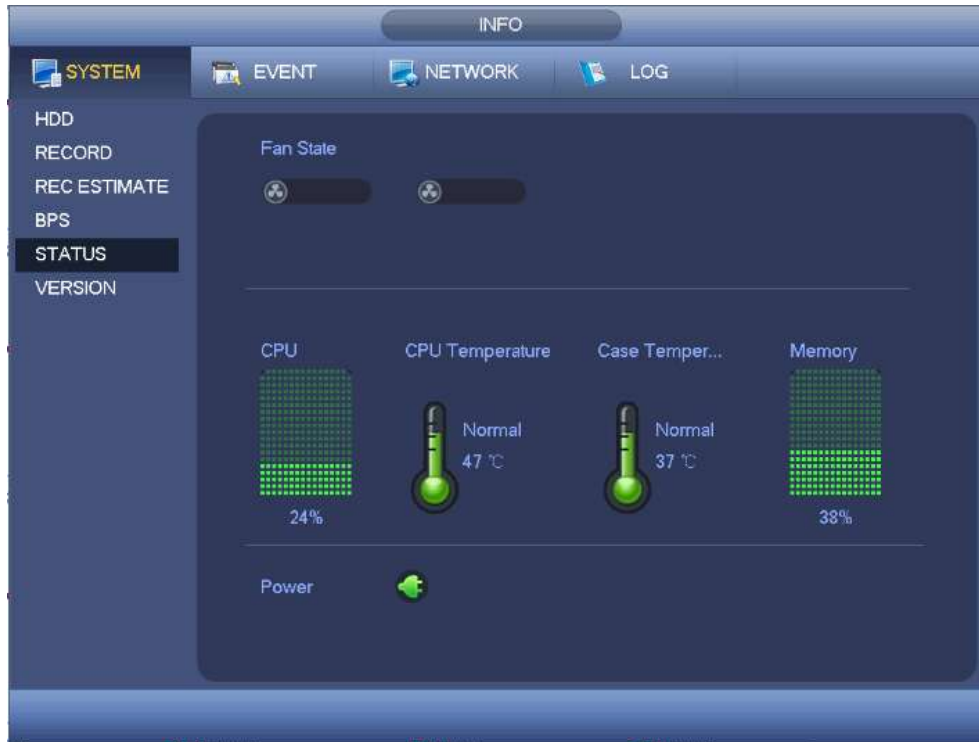 INFO
SYSTEM EVENT NETWORK LOG
HDD
RECORD
REC ESTIMATE
BPS
STATUS
VERSION
Fan State
CPU CPU Temperature Case Temper... Memory
Normal Normal
47 ℃ 37 ℃
24% 38%
Power